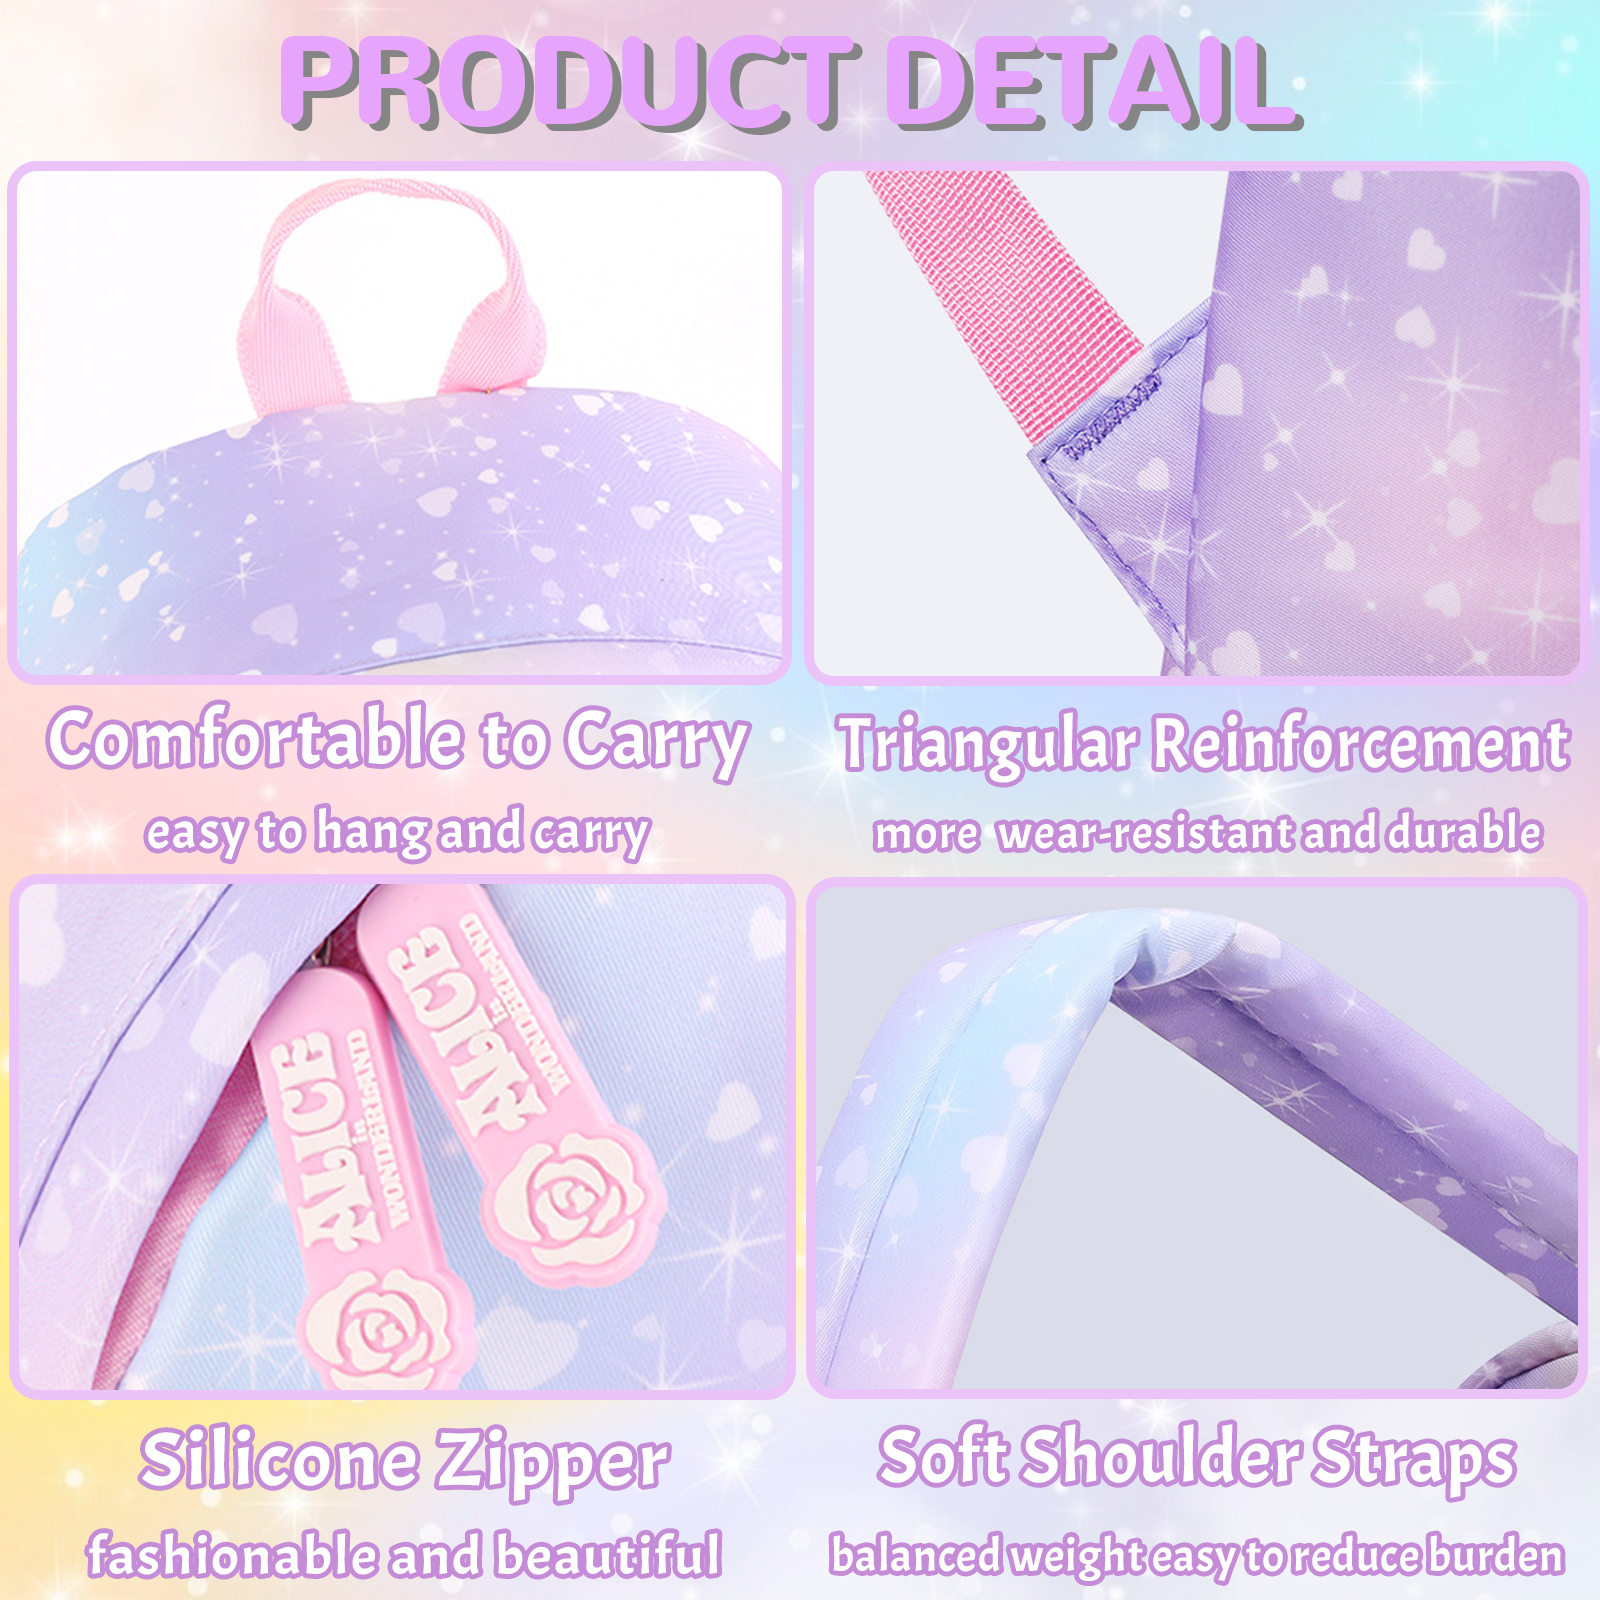 PRODUCT DETAIL
Comfortable to Carry
easy to hang and carry
Triangular Reinforcement
more wear-resistant and durable
ALICE
in
WONDERLAND
ALICE
in
WONDERLAND
Silicone Zipper
fashionable and beautiful
Soft Shoulder Straps
balanced weight easy to reduce burden